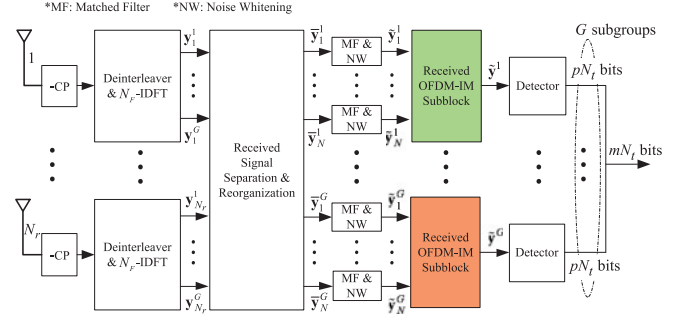 *MF: Matched Filter *NW: Noise Whitening
1
-CP
Deinterleaver
& N_F-IDFT
y_1^1
y_1^G
N_r
-CP
Deinterleaver
& N_F-IDFT
y_{N_r}^1
y_{N_r}^G
Received
Signal
Separation &
Reorganization
ȳ_1^1
ȳ_N^1
ȳ_1^G
ȳ_N^G
MF &
NW
MF &
NW
MF &
NW
MF &
NW
ỹ_1^1
ỹ_N^1
ỹ_1^G
ỹ_N^G
Received
OFDM-IM
Subblock
Received
OFDM-IM
Subblock
ỹ^1
ỹ^G
Detector
Detector
G subgroups
pN_t bits
mN_t bits
pN_t bits